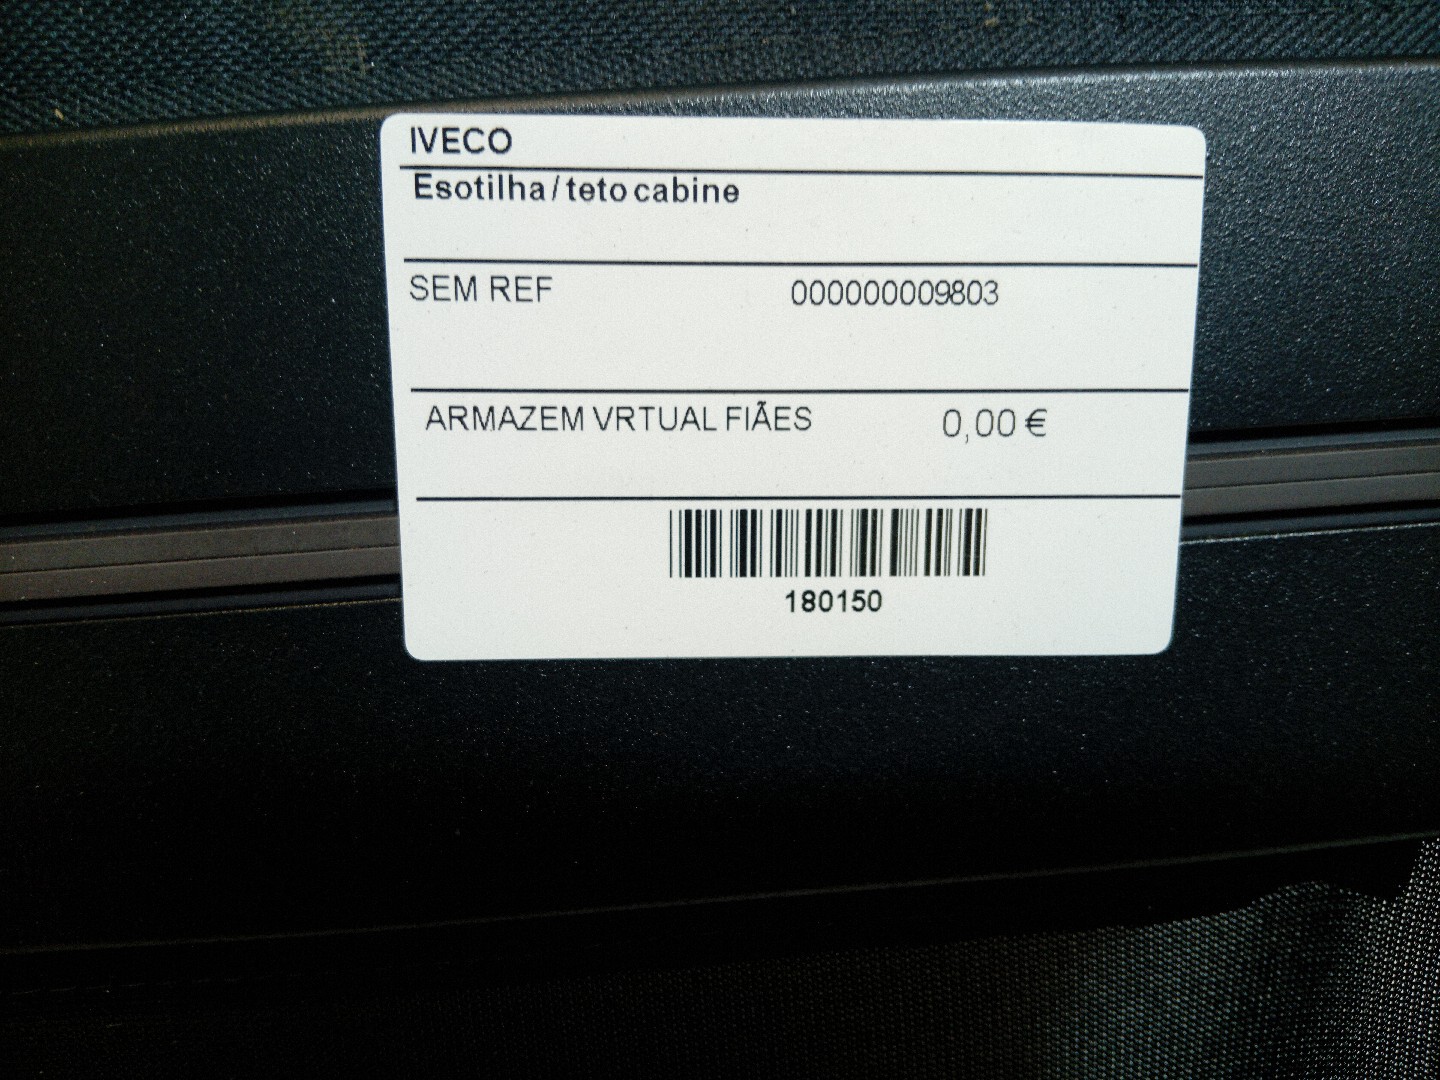 IVECO
Esotilha / teto cabine
SEM REF 000000009803
ARMAZEM VRTUAL FIÃES 0,00 €
180150